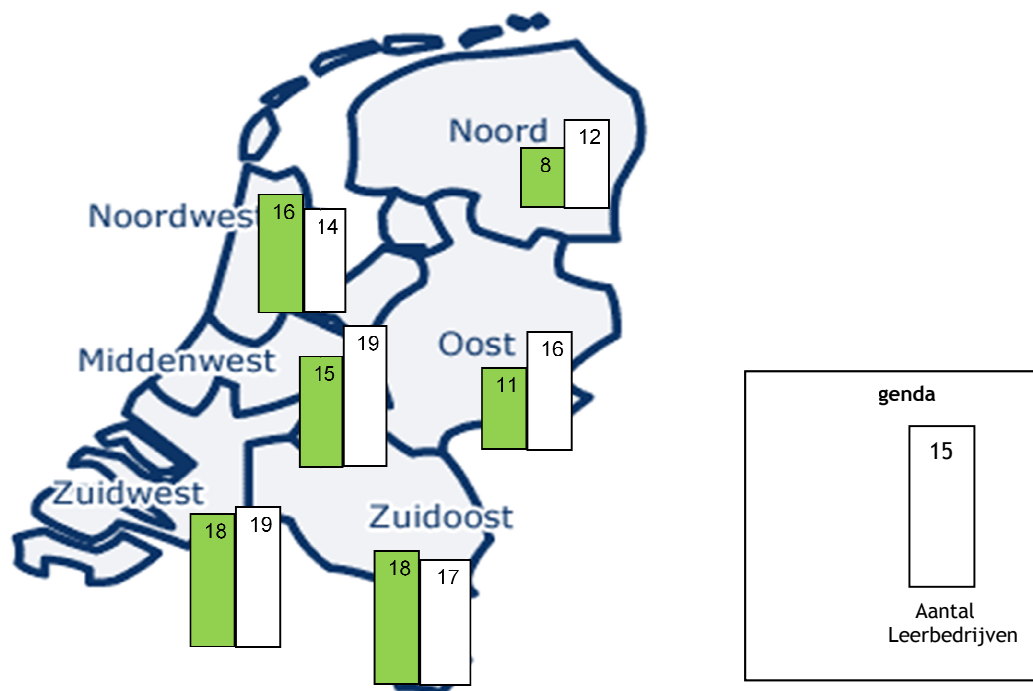 Noord
8
12
Noordwest
16
14
Middenwest
15
19
Oost
11
16
Zuidwest
18
19
Zuidoost
18
17
genda
15
Aantal
Leerbedrijven